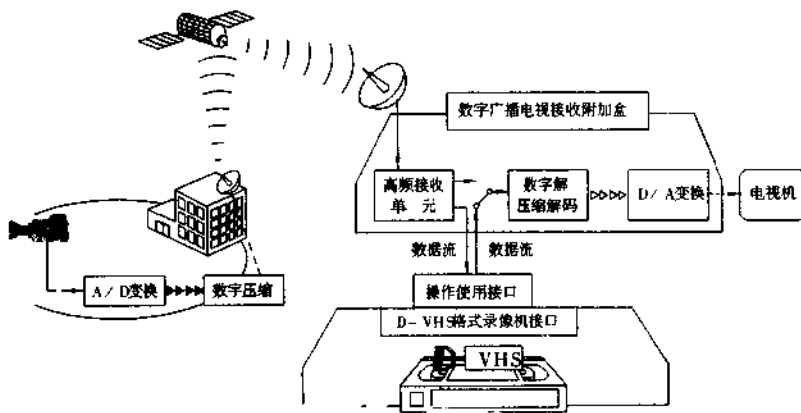 数字广播电视接收附加盒
高频接收
单 元
数字解
压缩解码
D/A变换
电视机
数据流
数据流
A/D变换
数字压缩
操作使用接口
D-VHS格式录像机接口
VHS